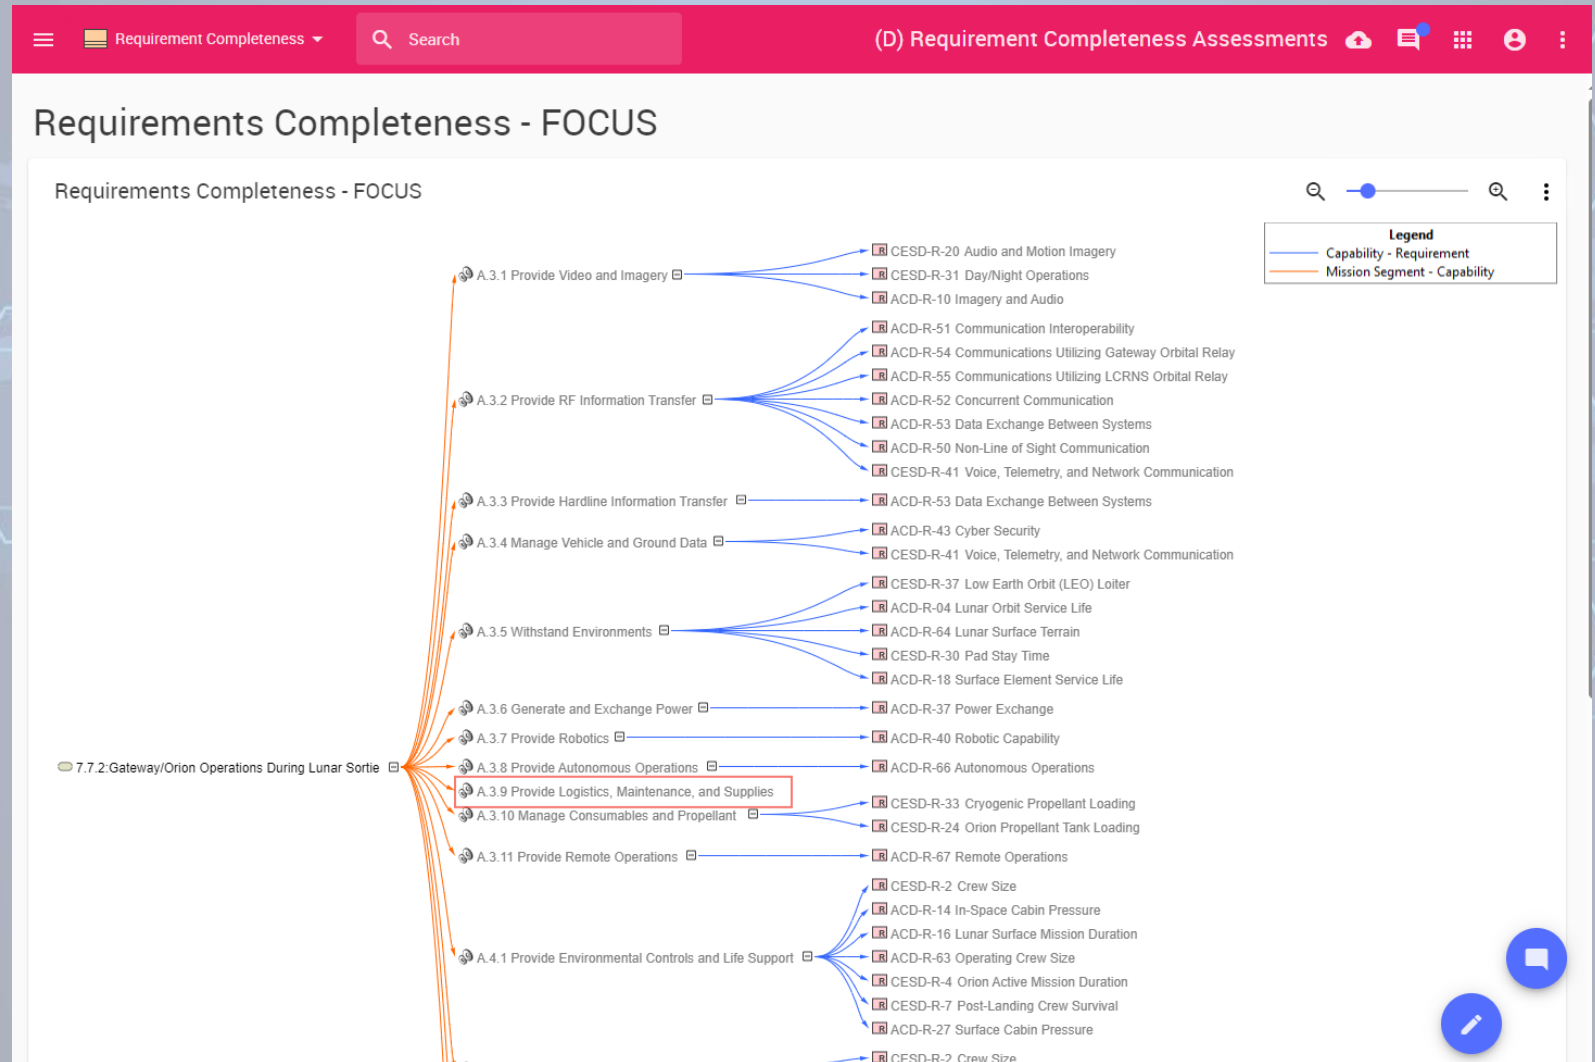 Requirement Completeness
Search
(D) Requirement Completeness Assessments
Requirements Completeness - FOCUS
Requirements Completeness - FOCUS
Legend
Capability - Requirement
Mission Segment - Capability
7.7.2:Gateway/Orion Operations During Lunar Sortie
A.3.1 Provide Video and Imagery
CESD-R-20 Audio and Motion Imagery
CESD-R-31 Day/Night Operations
ACD-R-10 Imagery and Audio
A.3.2 Provide RF Information Transfer
ACD-R-51 Communication Interoperability
ACD-R-54 Communications Utilizing Gateway Orbital Relay
ACD-R-55 Communications Utilizing LCRNS Orbital Relay
ACD-R-52 Concurrent Communication
ACD-R-53 Data Exchange Between Systems
ACD-R-50 Non-Line of Sight Communication
CESD-R-41 Voice, Telemetry, and Network Communication
A.3.3 Provide Hardline Information Transfer
ACD-R-53 Data Exchange Between Systems
A.3.4 Manage Vehicle and Ground Data
ACD-R-43 Cyber Security
CESD-R-41 Voice, Telemetry, and Network Communication
A.3.5 Withstand Environments
CESD-R-37 Low Earth Orbit (LEO) Loiter
ACD-R-04 Lunar Orbit Service Life
ACD-R-64 Lunar Surface Terrain
CESD-R-30 Pad Stay Time
ACD-R-18 Surface Element Service Life
A.3.6 Generate and Exchange Power
ACD-R-37 Power Exchange
A.3.7 Provide Robotics
ACD-R-40 Robotic Capability
A.3.8 Provide Autonomous Operations
ACD-R-66 Autonomous Operations
A.3.9 Provide Logistics, Maintenance, and Supplies
A.3.10 Manage Consumables and Propellant
CESD-R-33 Cryogenic Propellant Loading
CESD-R-24 Orion Propellant Tank Loading
A.3.11 Provide Remote Operations
ACD-R-67 Remote Operations
A.4.1 Provide Environmental Controls and Life Support
CESD-R-2 Crew Size
ACD-R-14 In-Space Cabin Pressure
ACD-R-16 Lunar Surface Mission Duration
ACD-R-63 Operating Crew Size
CESD-R-4 Orion Active Mission Duration
CESD-R-7 Post-Landing Crew Survival
ACD-R-27 Surface Cabin Pressure
CESD-R-2 Crew Size